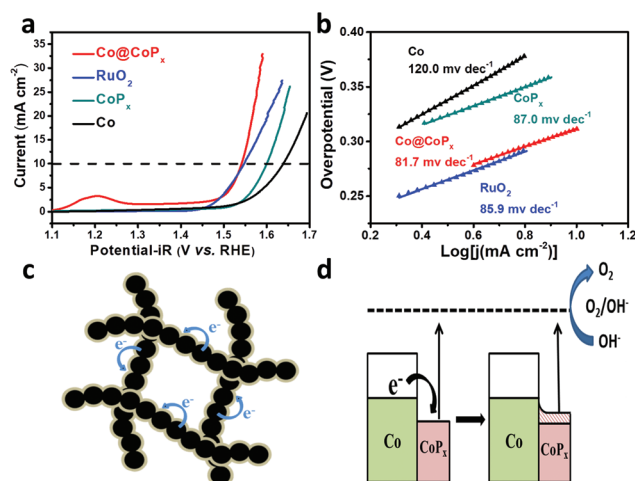 a
Co@CoPx
RuO2
CoPx
Co
Current (mA cm-2)
35
30
25
20
15
10
5
0
1.1 1.2 1.3 1.4 1.5 1.6 1.7
Potential-iR (V vs. RHE)
b
Overpotential (V)
0.40
0.35
0.30
0.25
Co
120.0 mv dec-1
CoPx
87.0 mv dec-1
Co@CoPx
81.7 mv dec-1
RuO2
85.9 mv dec-1
0.2 0.4 0.6 0.8 1.0 1.2
Log[j(mA cm-2)]
c
e-
e-
e-
e-
d
O2
O2/OH-
OH-
e-
Co
CoPx
Co
CoPx